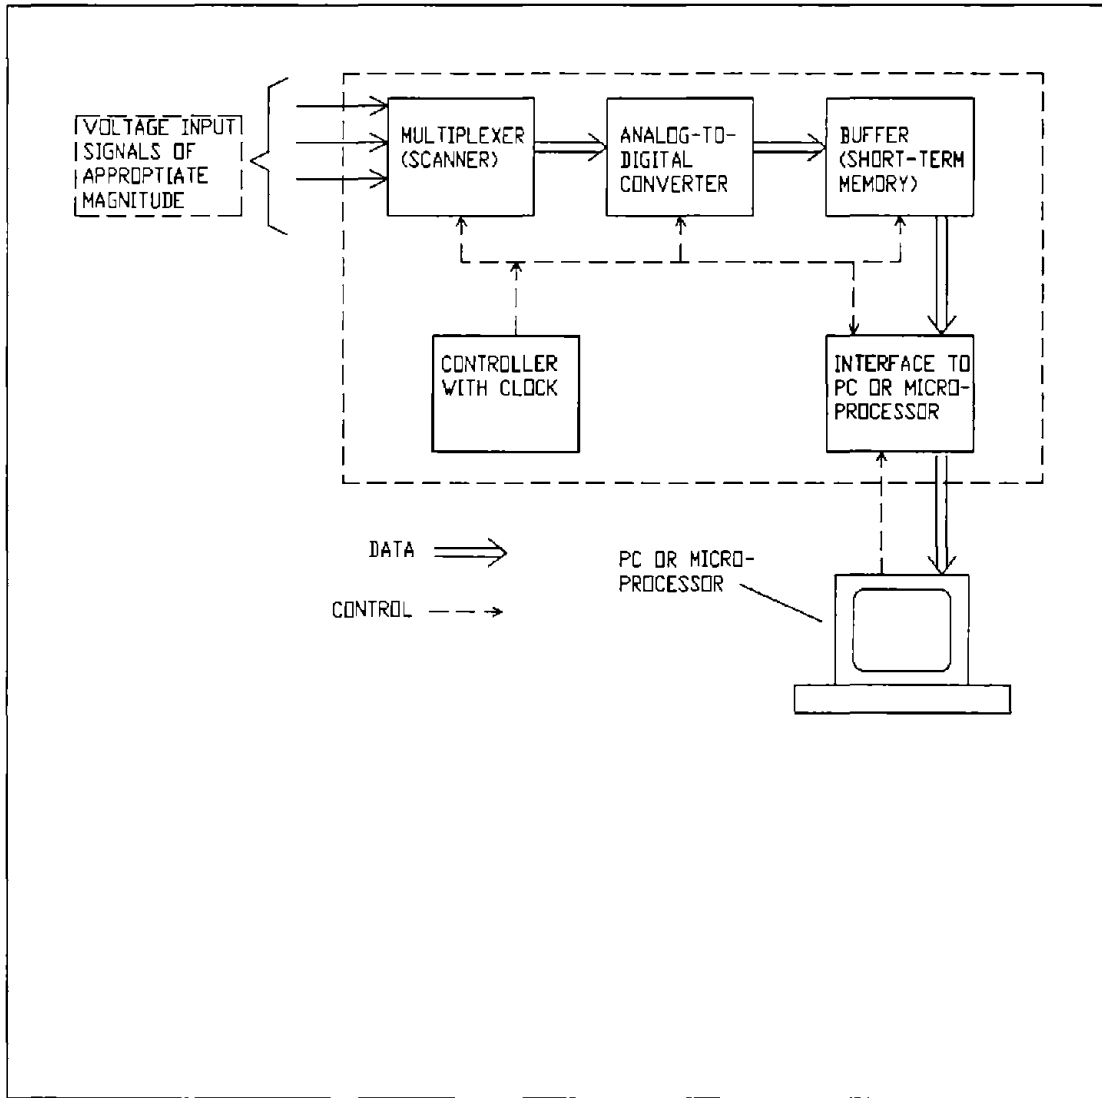 VOLTAGE INPUT
SIGNALS OF
APPROPTIATE
MAGNITUDE
MULTIPLEXER
(SCANNER)
ANALOG-TO-
DIGITAL
CONVERTER
BUFFER
(SHORT-TERM
MEMORY)
CONTROLLER
WITH CLOCK
INTERFACE TO
PC OR MICRO-
PROCESSOR
DATA
CONTROL
PC OR MICRO-
PROCESSOR